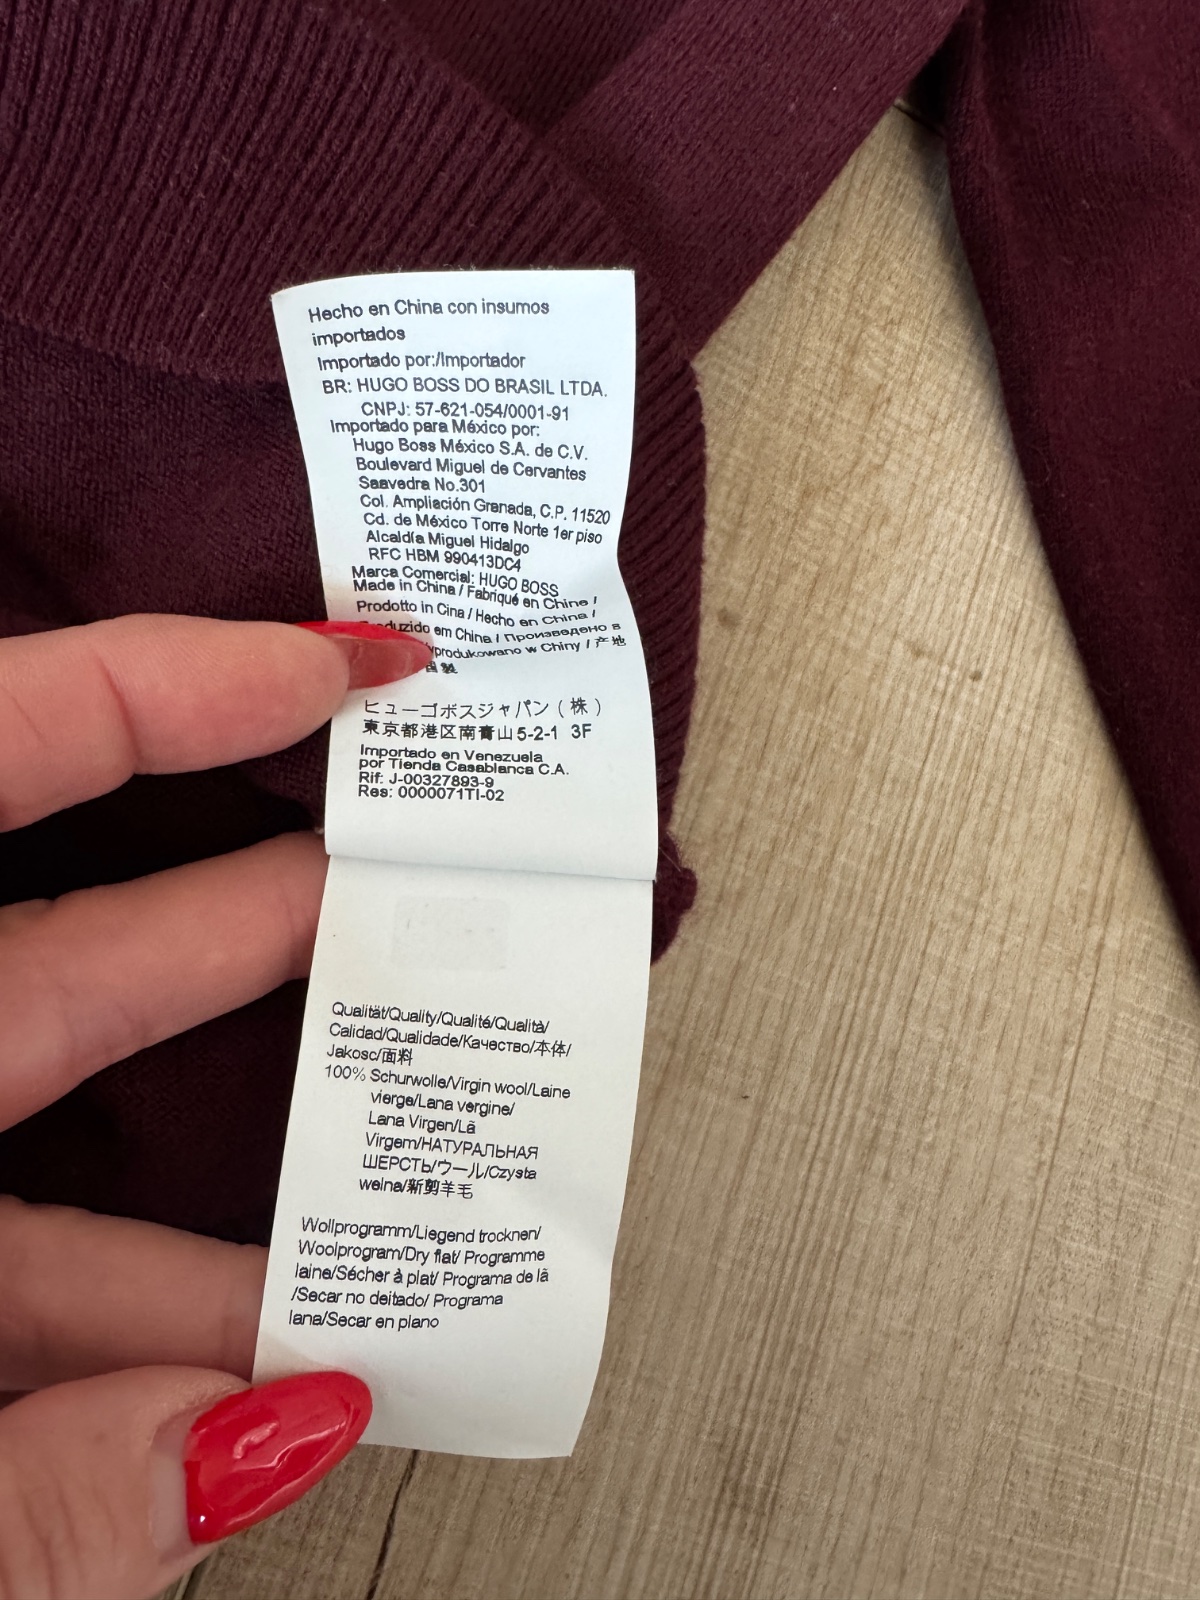 Hecho en China con insumos
importados
Importado por:/Importador
BR: HUGO BOSS DO BRASIL LTDA.
CNPJ: 57-621-054/0001-91
Importado para México por:
Hugo Boss México S.A. de C.V.
Boulevard Miguel de Cervantes
Saavedra No.301
Col. Ampliación Granada, C.P. 11520
Cd. de México Torre Norte 1er piso
Alcaldía Miguel Hidalgo
RFC HBM 990413DC4
Marca Comercial: HUGO BOSS
Made in China / Fabriqué en Chine /
Prodotto in Cina / Hecho en China /
em China / Произведено в
w Chiny / 产地
國製
ヒューゴボスジャパン（株）
東京都港区南青山5-2-1 3F
Importado en Venezuela
por Tienda Casablanca C.A.
Rif: J-00327893-9
Res: 0000071TI-02
Qualität/Quality/Qualité/Qualità/
Calidad/Qualidade/Качество/本体/
Jakosc/面料
100% Schurwolle/Virgin wool/Laine
vierge/Lana vergine/
Lana Virgen/Lã
Virgem/НАТУРАЛЬНАЯ
ШЕРСТЬ/ウール/Czysta
welna/新剪羊毛
Wollprogramm/Liegend trocknen/
Woolprogram/Dry flat/ Programme
laine/Sécher à plat/ Programa de lã
/Secar no deitado/ Programa
lana/Secar en plano